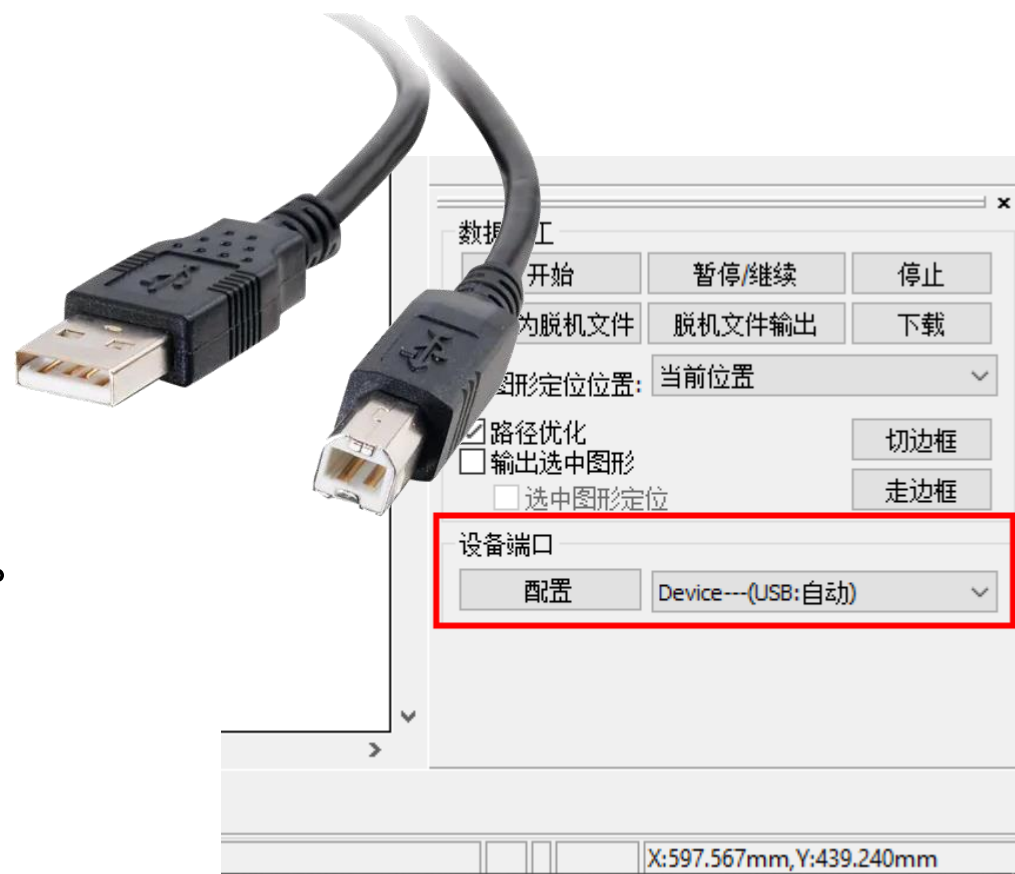 数据 工
开始 暂停/继续 停止
为脱机文件 脱机文件输出 下载
图形定位位置: 当前位置
路径优化 切边框
输出选中图形
选中图形定位 走边框
设备端口
配置 Device---(USB:自动)
X:597.567mm,Y:439.240mm